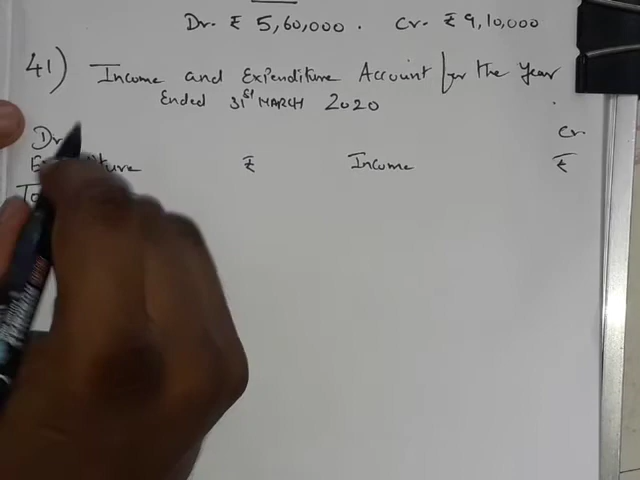 Dr. ₹ 5,60,000. Cr. ₹ 9,10,000
41) Income and Expenditure Account for the Year
Ended 31st MARCH 2020
Dr Cr
₹ Income ₹